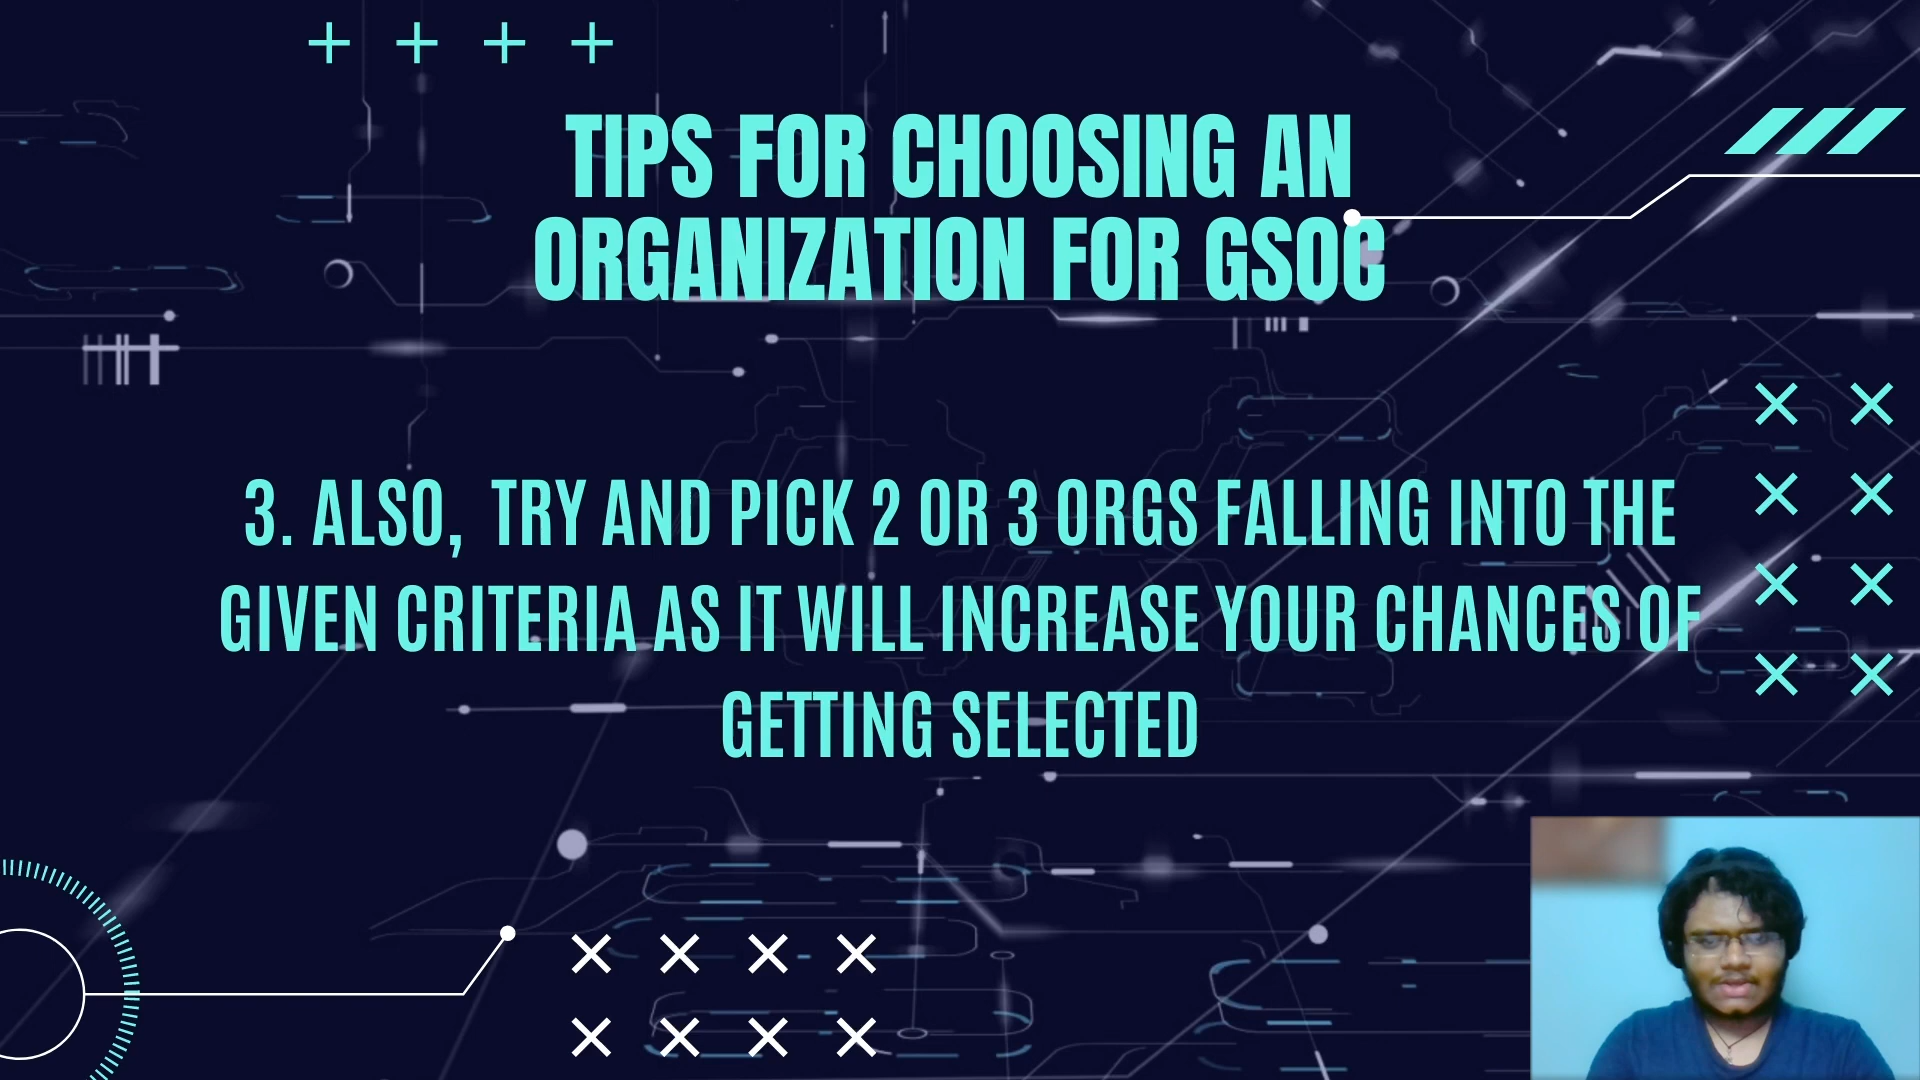 TIPS FOR CHOOSING AN
ORGANIZATION FOR GSOC
3. ALSO, TRY AND PICK 2 OR 3 ORGS FALLING INTO THE
GIVEN CRITERIA AS IT WILL INCREASE YOUR CHANCES OF
GETTING SELECTED